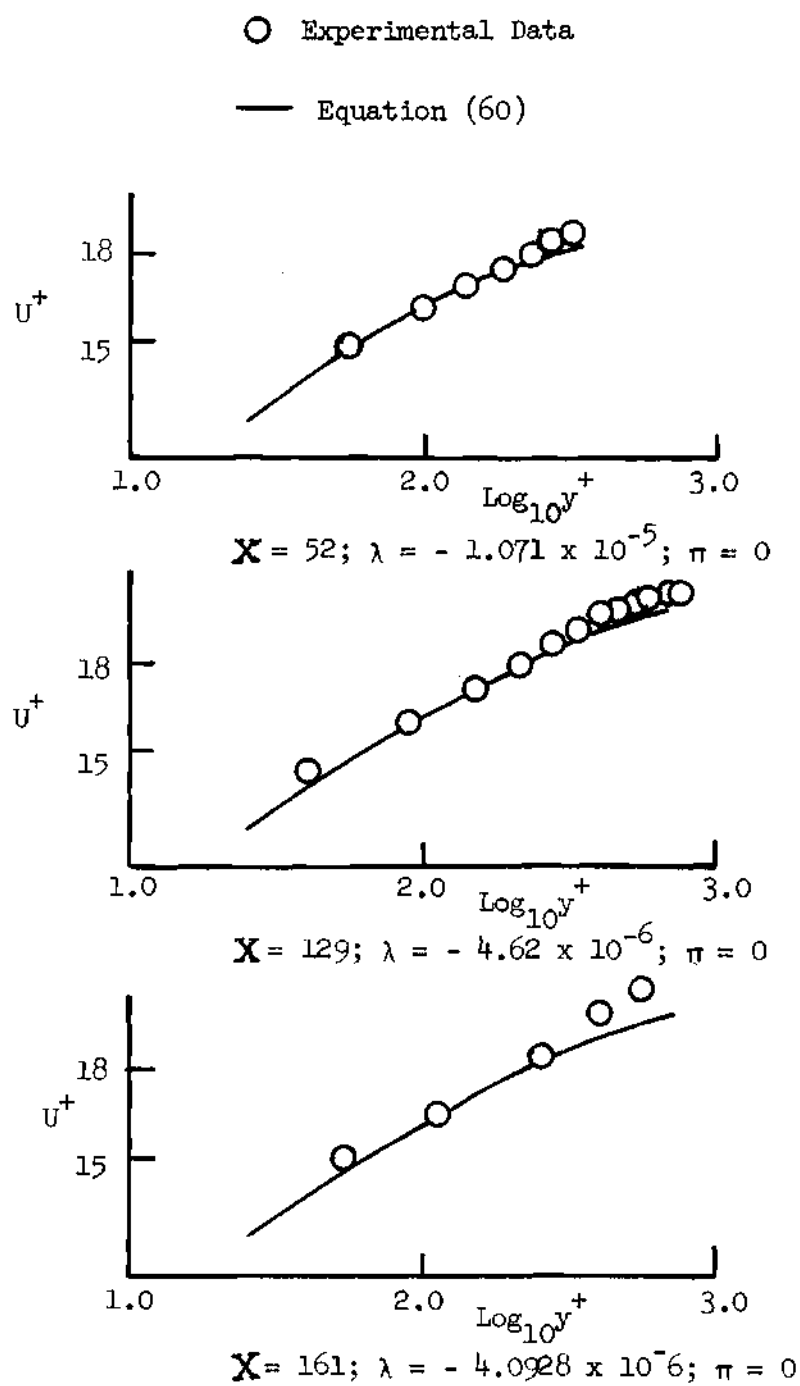 Experimental Data
Equation (60)
18
U⁺
15
1.0 2.0 3.0
Log₁₀y⁺
X = 52; λ = - 1.071 x 10⁻⁵; π = 0
18
U⁺
15
1.0 2.0 3.0
Log₁₀y⁺
X = 129; λ = - 4.62 x 10⁻⁶; π = 0
18
U⁺
15
1.0 2.0 3.0
Log₁₀y⁺
X = 161; λ = - 4.0928 x 10⁻⁶; π = 0